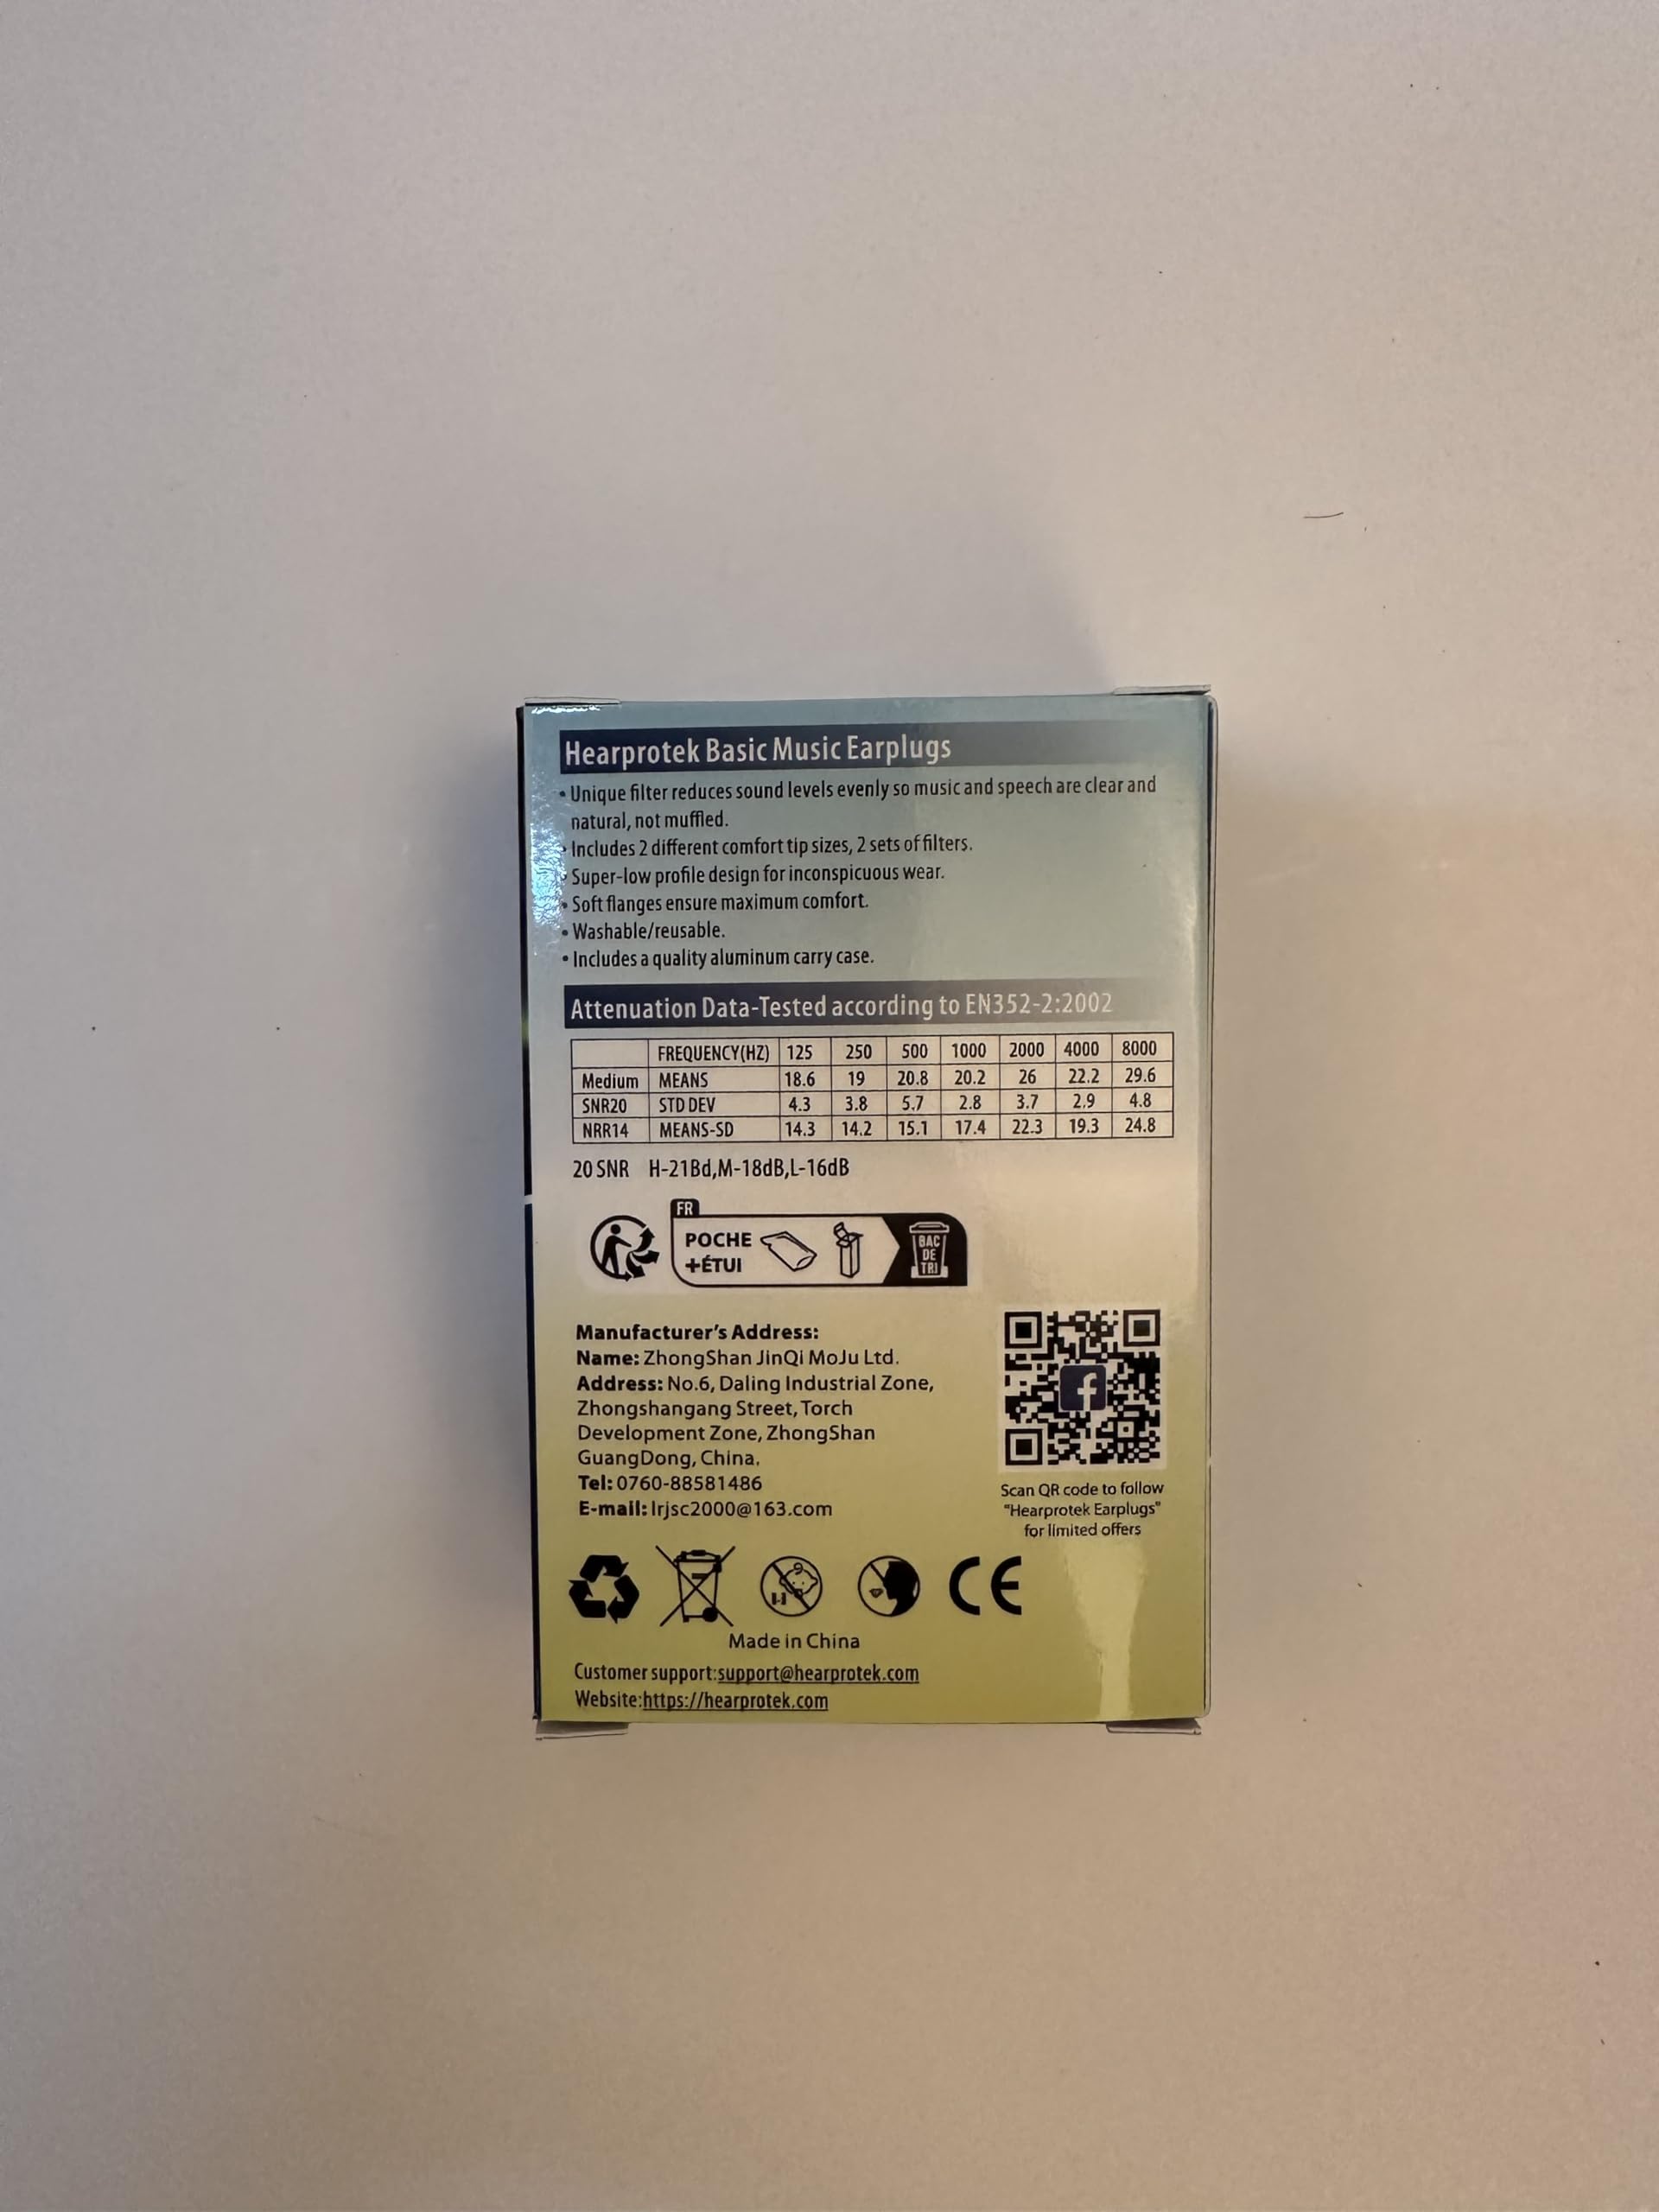 Hearprotek Basic Music Earplugs
• Unique filter reduces sound levels evenly so music and speech are clear and
natural, not muffled.
• Includes 2 different comfort tip sizes, 2 sets of filters.
• Super-low profile design for inconspicuous wear.
• Soft flanges ensure maximum comfort.
• Washable/reusable.
• Includes a quality aluminum carry case.
Attenuation Data-Tested according to EN352-2:2002
FREQUENCY(HZ) 125 250 500 1000 2000 4000 8000
Medium MEANS 18.6 19 20.8 20.2 26 22.2 29.6
SNR20 STD DEV 4.3 3.8 5.7 2.8 3.7 2.9 4.8
NRR14 MEANS-SD 14.3 14.2 15.1 17.4 22.3 19.3 24.8
20 SNR H-21Bd,M-18dB,L-16dB
FR
POCHE
+ÉTUI
BAC
DE
TRI
Manufacturer's Address:
Name: ZhongShan JinQi MoJu Ltd.
Address: No.6, Daling Industrial Zone,
Zhongshangang Street, Torch
Development Zone, ZhongShan
GuangDong, China.
Tel: 0760-88581486
E-mail: lrjsc2000@163.com
Scan QR code to follow
"Hearprotek Earplugs"
for limited offers
CE
Made in China
Customer support:support@hearprotek.com
Website:https://hearprotek.com